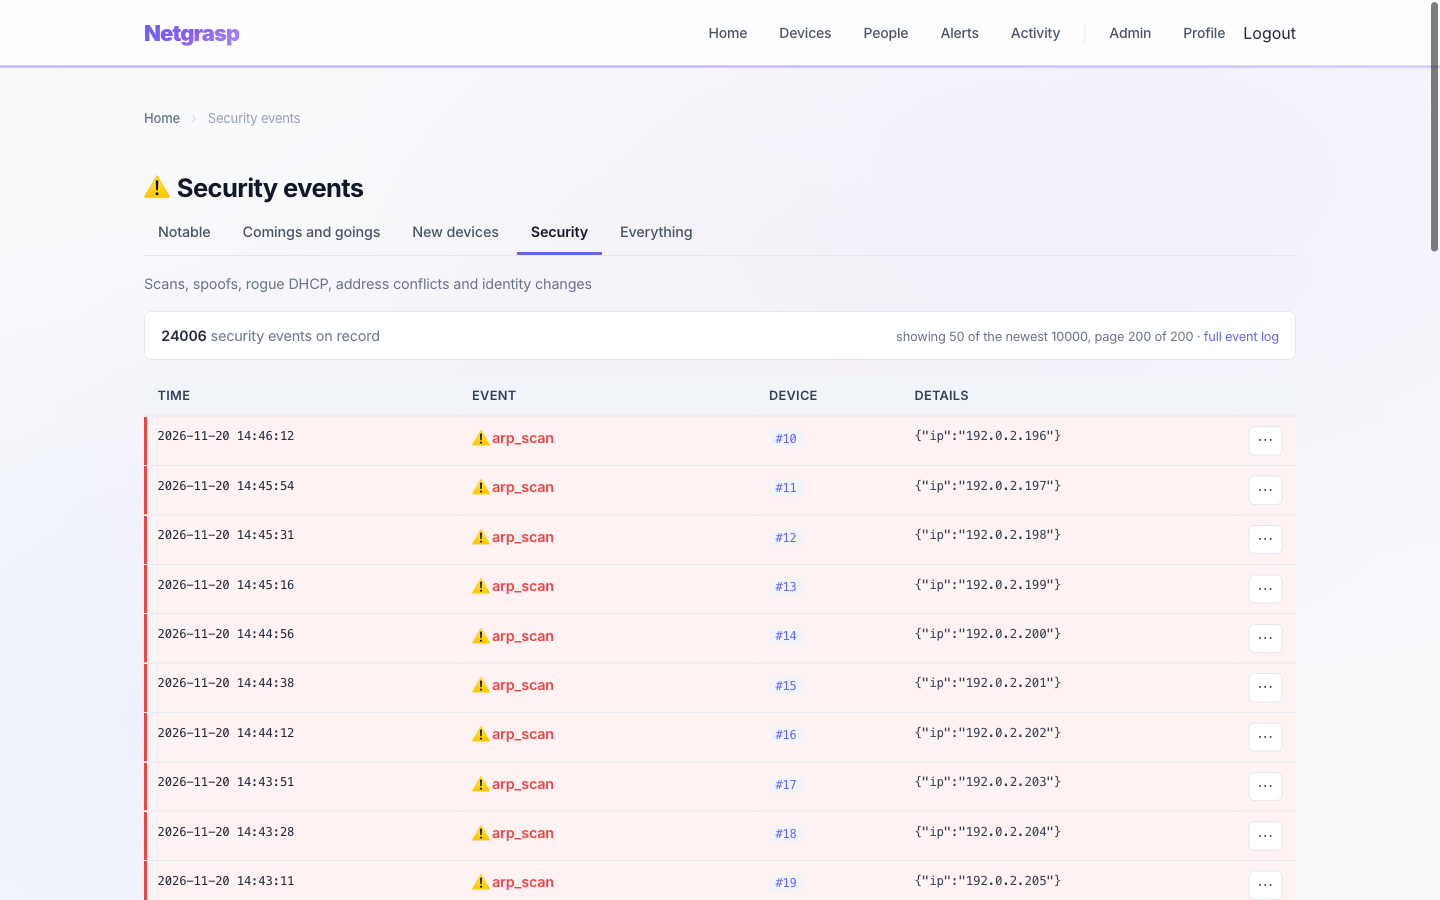 Netgrasp Home Devices People Alerts Activity Admin Profile Logout
Home › Security events
⚠️ Security events
Notable Comings and goings New devices Security Everything
Scans, spoofs, rogue DHCP, address conflicts and identity changes
24006 security events on record showing 50 of the newest 10000, page 200 of 200 · full event log
TIME EVENT DEVICE DETAILS
2026-11-20 14:46:12 ⚠️ arp_scan #10 {"ip":"192.0.2.196"} ...
2026-11-20 14:45:54 ⚠️ arp_scan #11 {"ip":"192.0.2.197"} ...
2026-11-20 14:45:31 ⚠️ arp_scan #12 {"ip":"192.0.2.198"} ...
2026-11-20 14:45:16 ⚠️ arp_scan #13 {"ip":"192.0.2.199"} ...
2026-11-20 14:44:56 ⚠️ arp_scan #14 {"ip":"192.0.2.200"} ...
2026-11-20 14:44:38 ⚠️ arp_scan #15 {"ip":"192.0.2.201"} ...
2026-11-20 14:44:12 ⚠️ arp_scan #16 {"ip":"192.0.2.202"} ...
2026-11-20 14:43:51 ⚠️ arp_scan #17 {"ip":"192.0.2.203"} ...
2026-11-20 14:43:28 ⚠️ arp_scan #18 {"ip":"192.0.2.204"} ...
2026-11-20 14:43:11 ⚠️ arp_scan #19 {"ip":"192.0.2.205"} ...